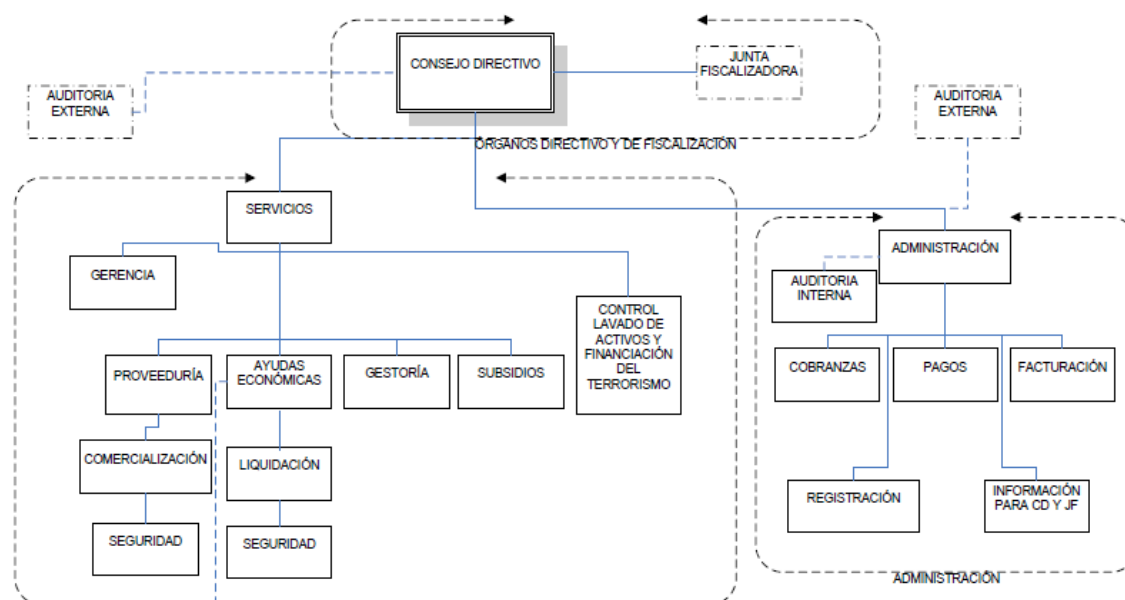 CONSEJO DIRECTIVO
JUNTA
FISCALIZADORA
AUDITORIA
EXTERNA
AUDITORIA
EXTERNA
ÓRGANOS DIRECTIVO Y DE FISCALIZACIÓN
SERVICIOS
ADMINISTRACIÓN
GERENCIA
AUDITORIA
INTERNA
CONTROL
LAVADO DE
ACTIVOS Y
FINANCIACIÓN
DEL
TERRORISMO
PROVEEDURÍA
AYUDAS
ECONÓMICAS
GESTORÍA
SUBSIDIOS
COBRANZAS
PAGOS
FACTURACIÓN
COMERCIALIZACIÓN
LIQUIDACIÓN
REGISTRACIÓN
INFORMACIÓN
PARA CD Y JF
SEGURIDAD
SEGURIDAD
ADMINISTRACIÓN